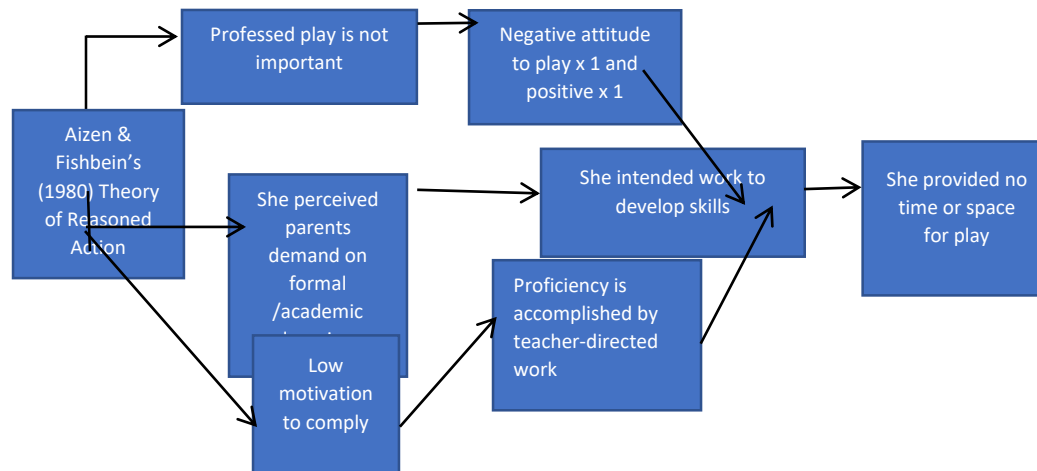 Professed play is not
important
Negative attitude
to play x 1 and
positive x 1
Aizen &
Fishbein's
(1980) Theory
of Reasoned
Action
She perceived
parents
demand on
formal
/academic
She intended work to
develop skills
She provided no
time or space
for play
Proficiency is
accomplished by
teacher-directed
work
Low
motivation
to comply